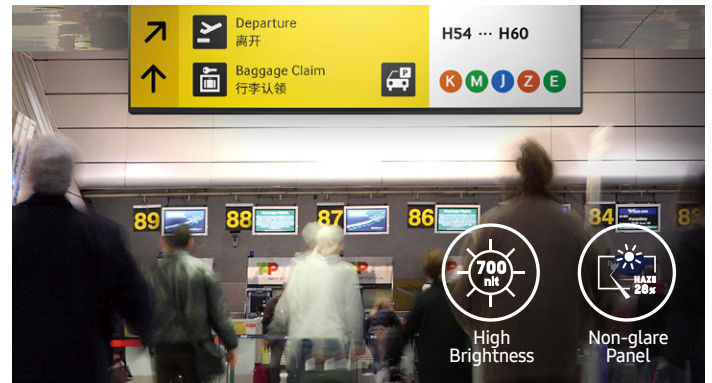 Departure
离开
H54 ··· H60
Baggage Claim
行李认领
P
K M J Z E
89
88
87
86
84
TP
700
nit
HAZE
28%
High
Brightness
Non-glare
Panel